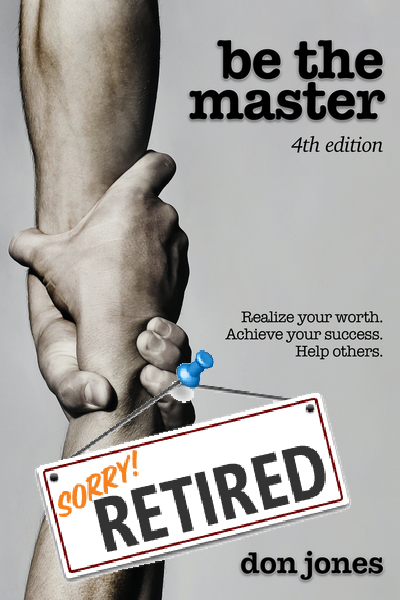 be the
master
4th edition
Realize your worth.
Achieve your success.
Help others.
SORRY!
RETIRED
don jones